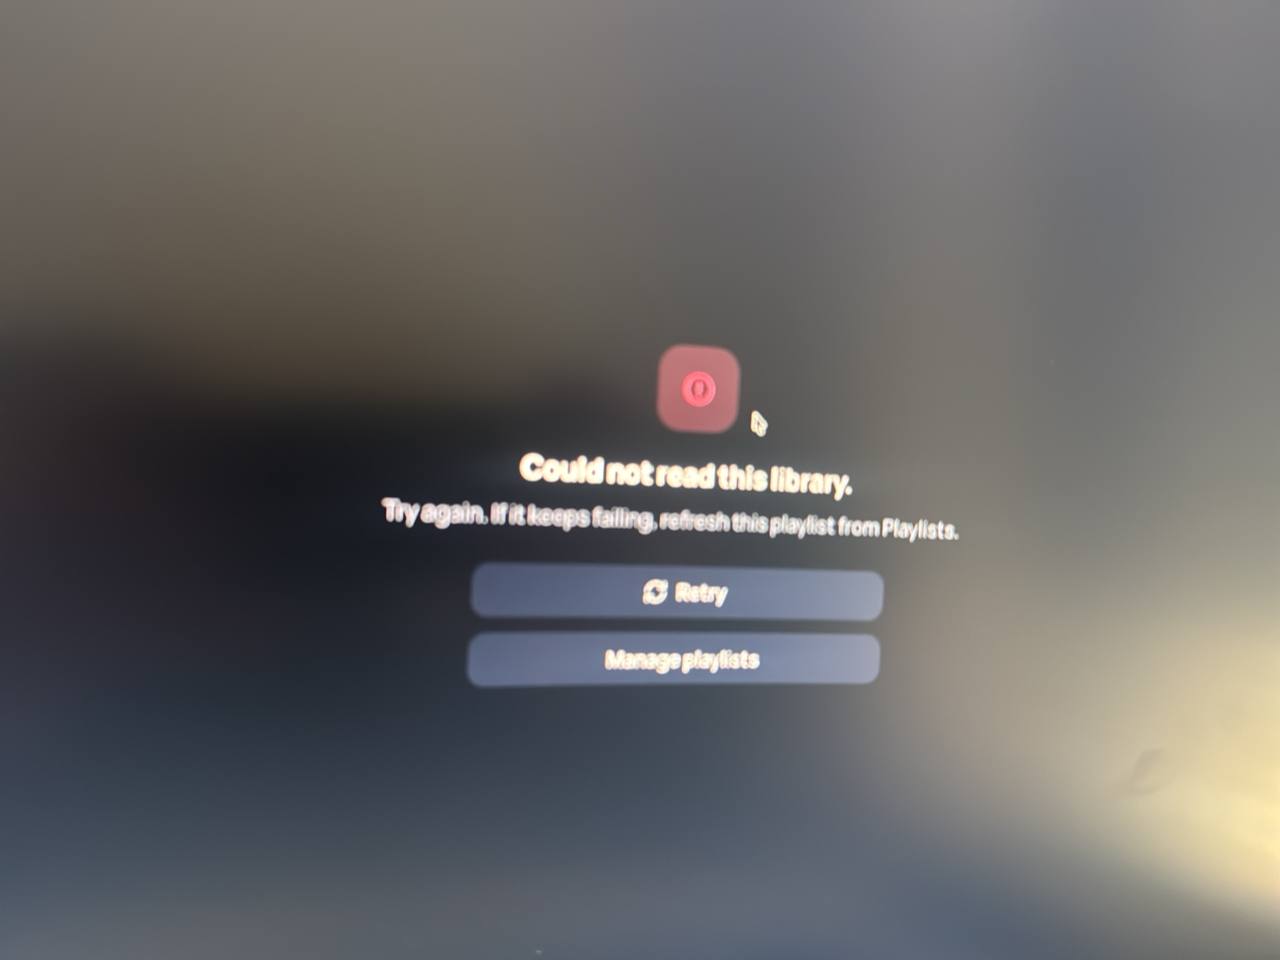 Could not read this library.
Try again. If it keeps failing, refresh this playlist from Playlists.
Retry
Manage playlists